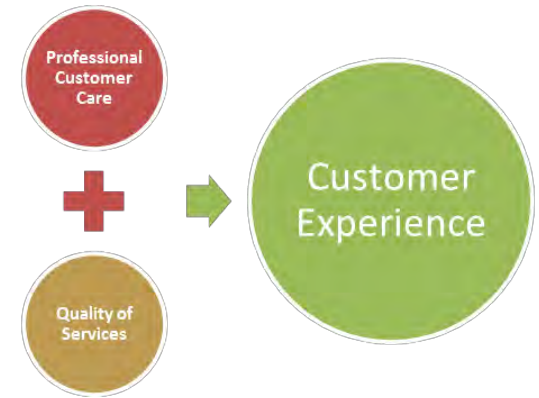 Professional
Customer
Care
Quality of
Services
Customer
Experience